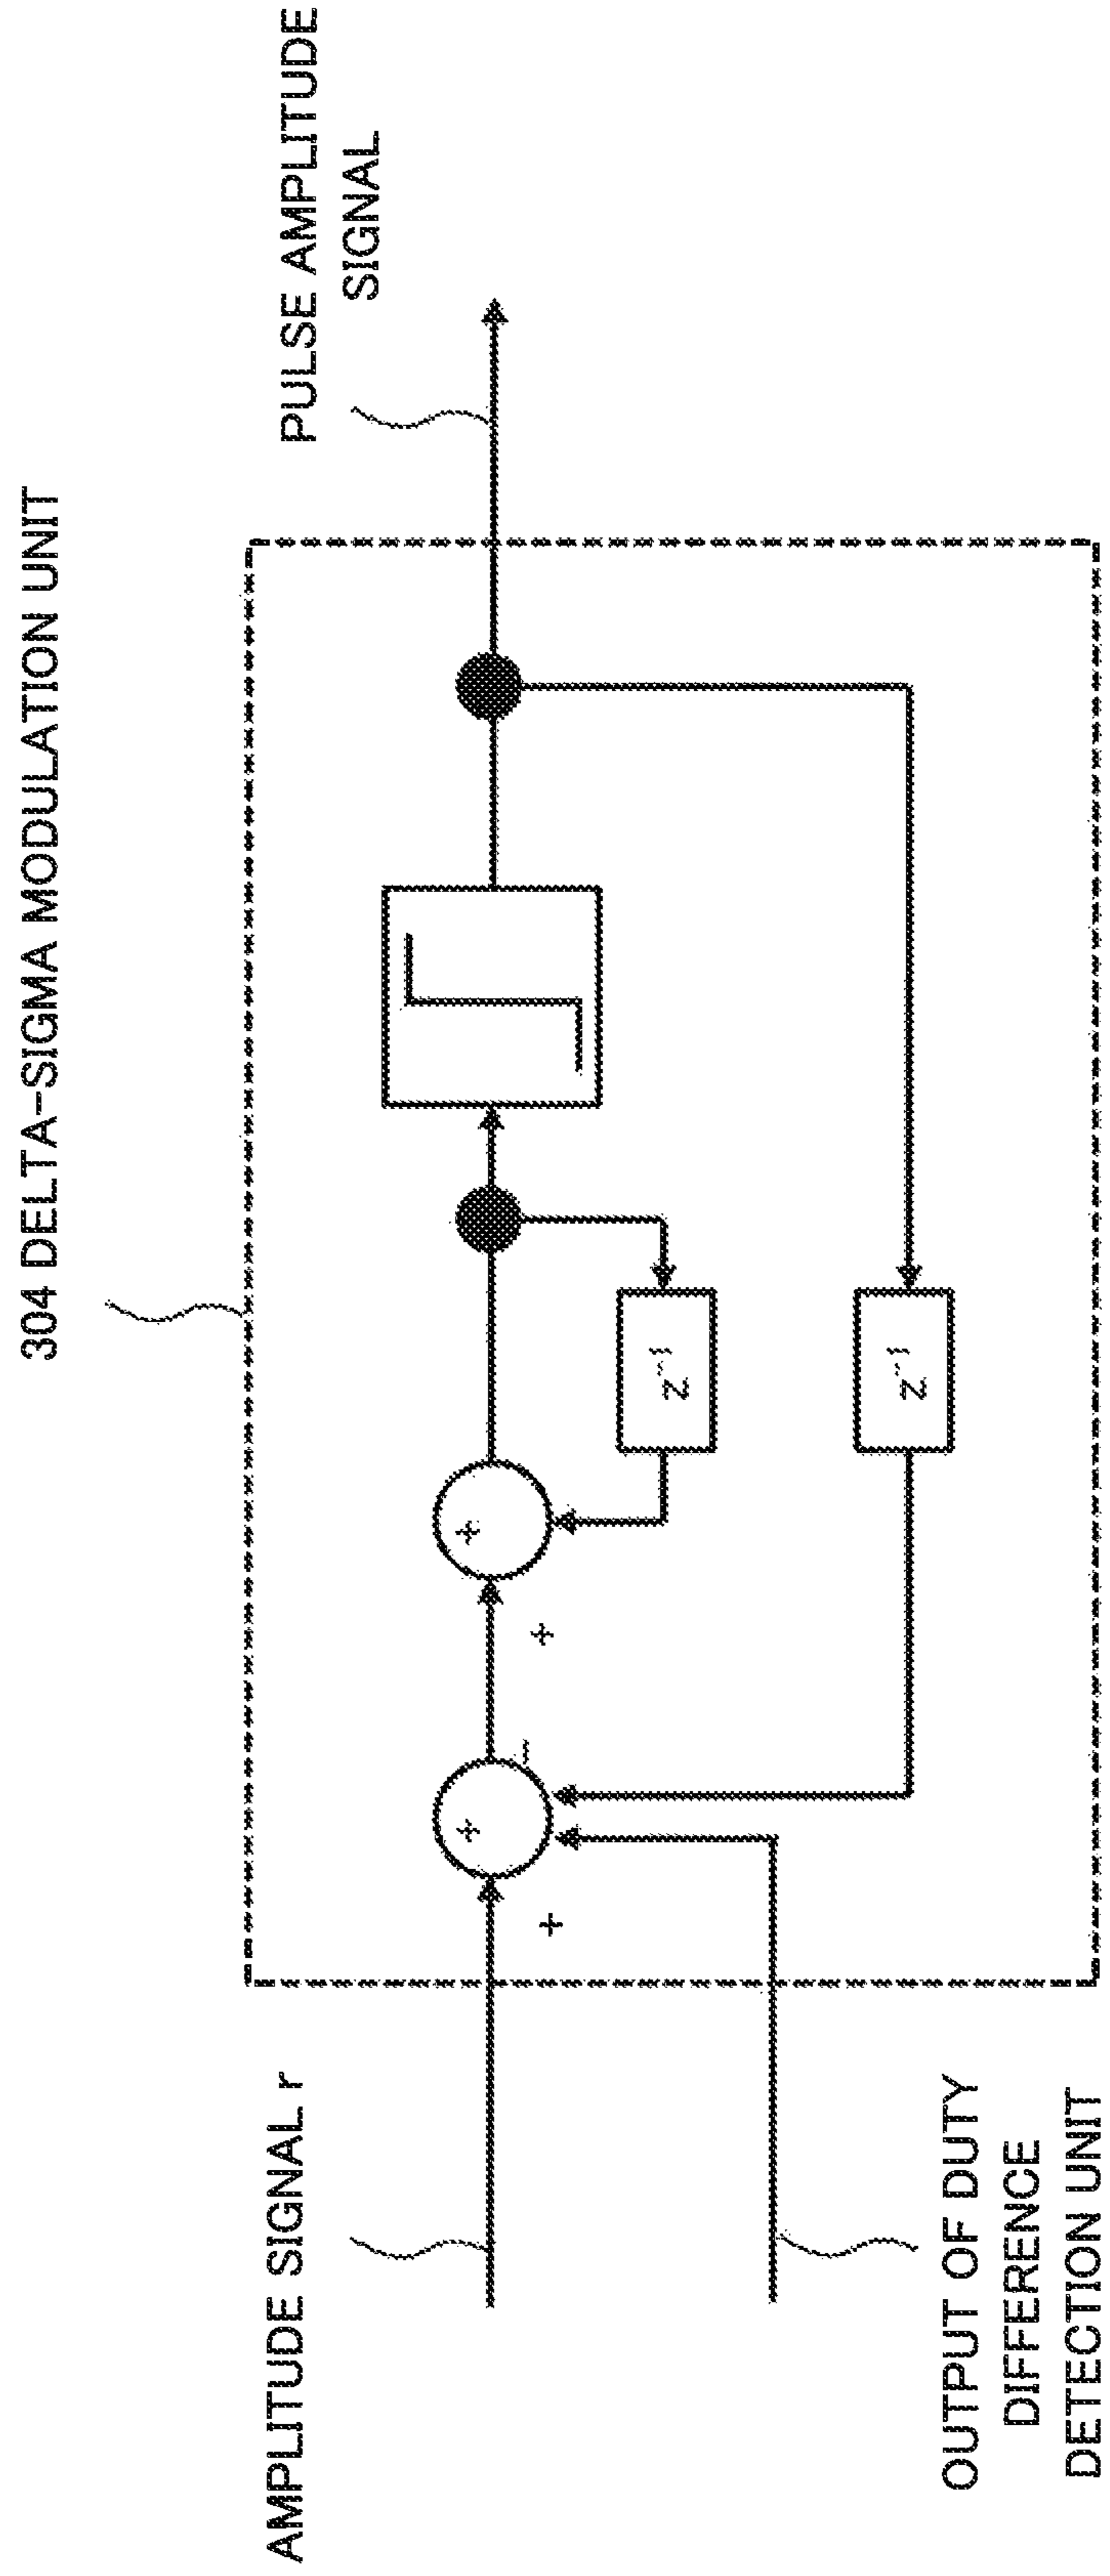 304 DELTA-SIGMA MODULATION UNIT
AMPLITUDE SIGNAL r
PULSE AMPLITUDE
SIGNAL
+
+
−
+
+
z⁻¹
z⁻¹
OUTPUT OF DUTY
DIFFERENCE
DETECTION UNIT